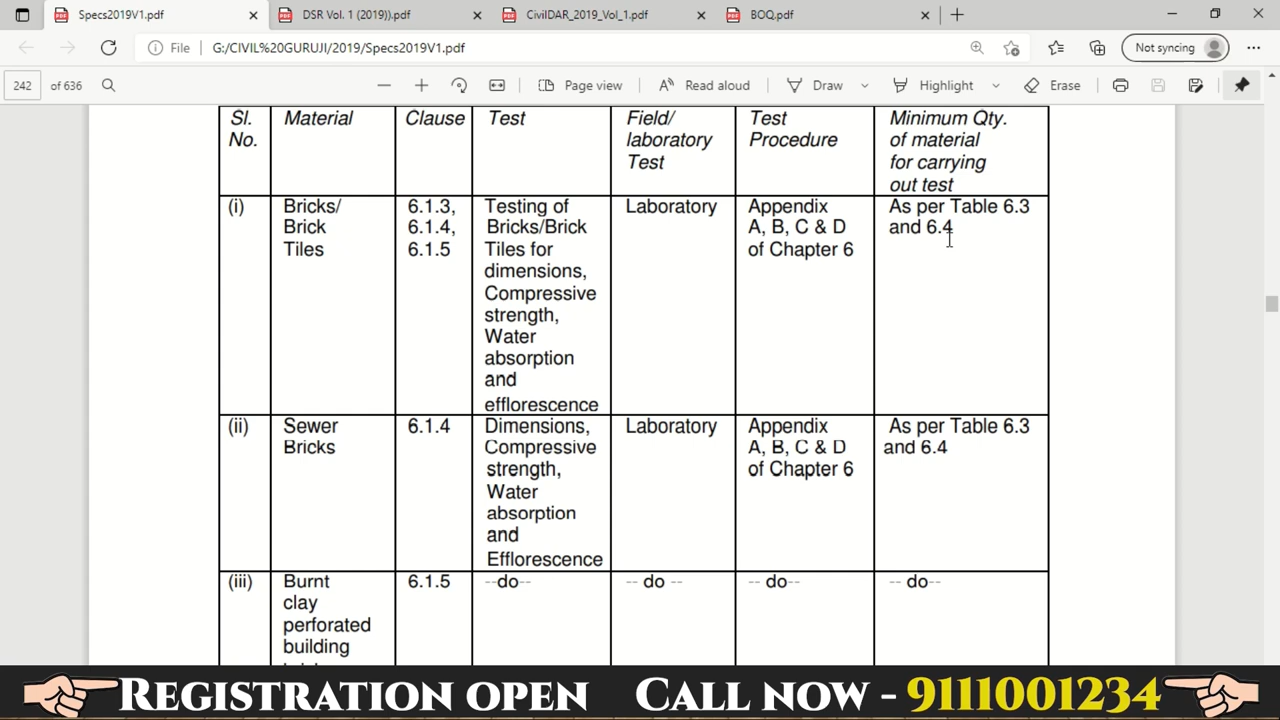 Specs2019V1.pdf
DSR Vol. 1 (2019)).pdf
CivilDAR_2019_Vol_1.pdf
BOQ.pdf
File G:/CIVIL%20GURUJI/2019/Specs2019V1.pdf
Not syncing
242 of 636
Page view
Read aloud
Draw
Highlight
Erase
Sl.
No.
Material
Clause
Test
Field/
laboratory
Test
Test
Procedure
Minimum Qty.
of material
for carrying
out test
(i)
Bricks/
Brick
Tiles
6.1.3,
6.1.4,
6.1.5
Testing of
Bricks/Brick
Tiles for
dimensions,
Compressive
strength,
Water
absorption
and
efflorescence
Laboratory
Appendix
A, B, C & D
of Chapter 6
As per Table 6.3
and 6.4
(ii)
Sewer
Bricks
6.1.4
Dimensions,
Compressive
strength,
Water
absorption
and
Efflorescence
Laboratory
Appendix
A, B, C & D
of Chapter 6
As per Table 6.3
and 6.4
(iii)
Burnt
clay
perforated
building
6.1.5
--do--
-- do --
-- do--
-- do--
Registration open Call now - 9111001234